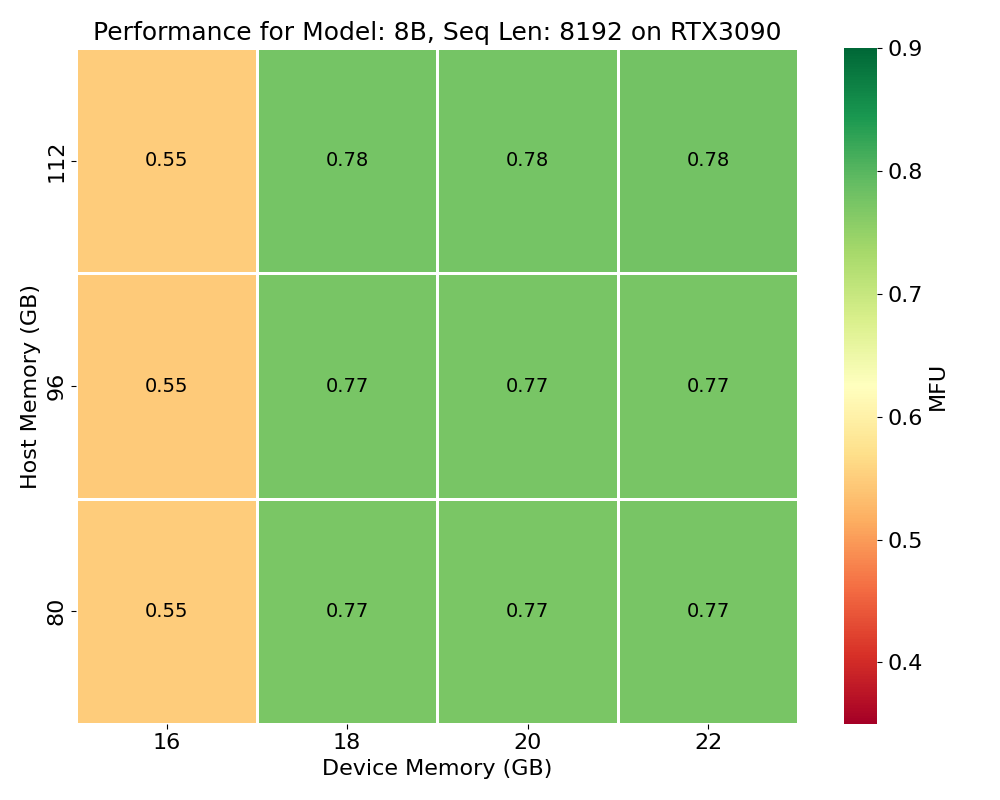 Performance for Model: 8B, Seq Len: 8192 on RTX3090
Host Memory (GB)
112
0.55 0.78 0.78 0.78
96
0.55 0.77 0.77 0.77
80
0.55 0.77 0.77 0.77
16 18 20 22
Device Memory (GB)
0.9
0.8
0.7
0.6
0.5
0.4
MFU